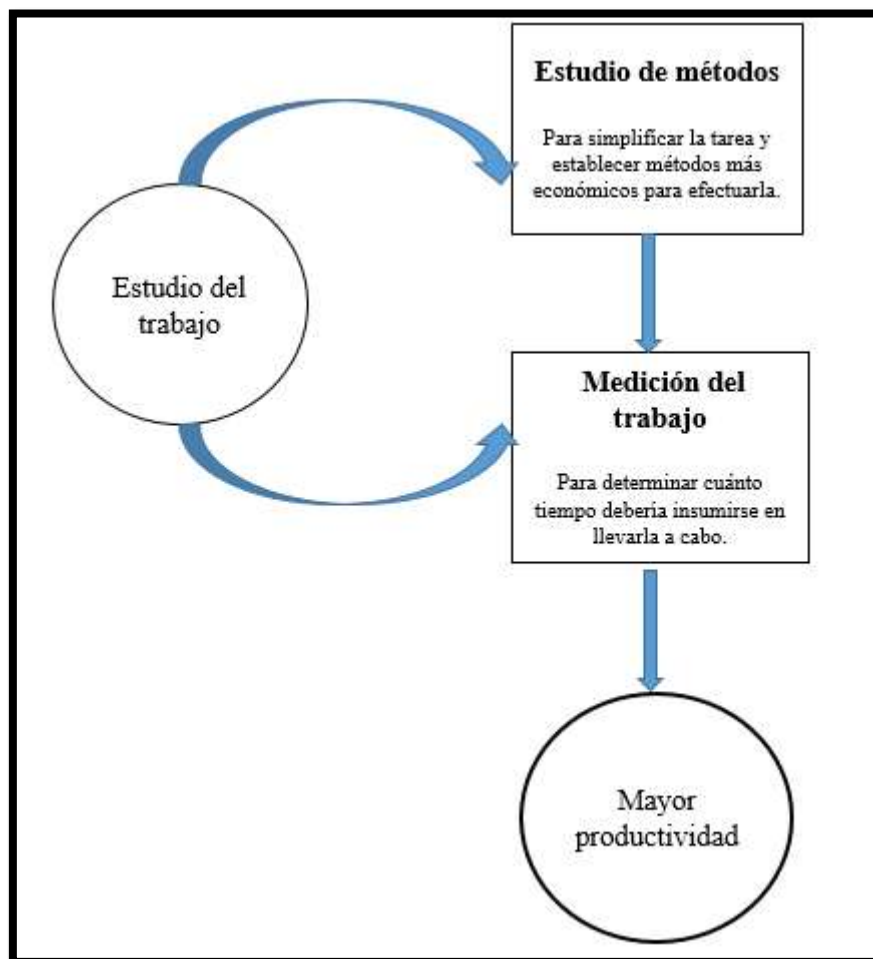 Estudio de métodos
Para simplificar la tarea y
establecer métodos más
económicos para efectuarla.
Estudio del
trabajo
Medición del
trabajo
Para determinar cuánto
tiempo debería insumirse en
llevarla a cabo.
Mayor
productividad